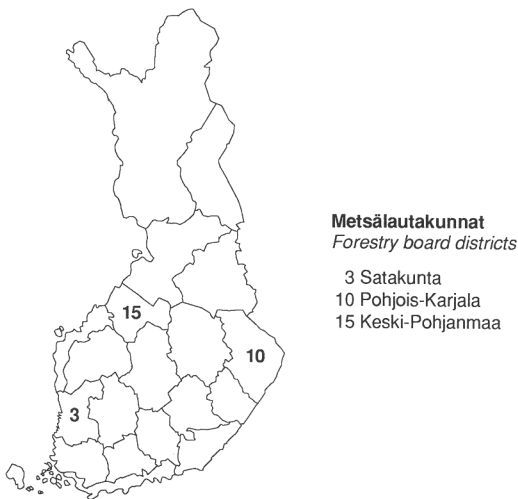 Metsälautakunnat
Forestry board districts
3 Satakunta
10 Pohjois-Karjala
15 Keski-Pohjanmaa
15
10
3